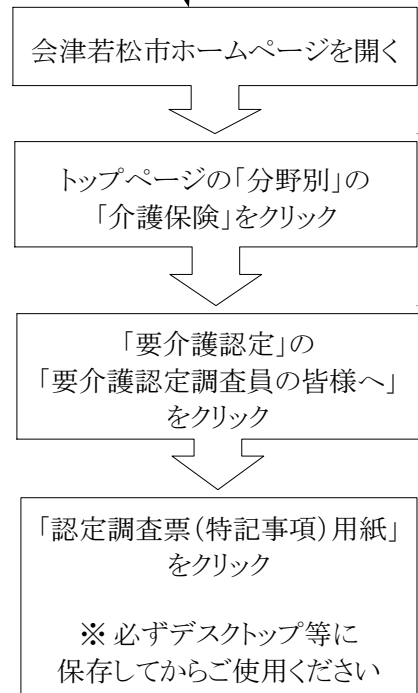 会津若松市ホームページを開く
トップページの「分野別」の
「介護保険」をクリック
「要介護認定」の
「要介護認定調査員の皆様へ」
をクリック
「認定調査票(特記事項)用紙」
をクリック
※ 必ずデスクトップ等に
保存してからご使用ください